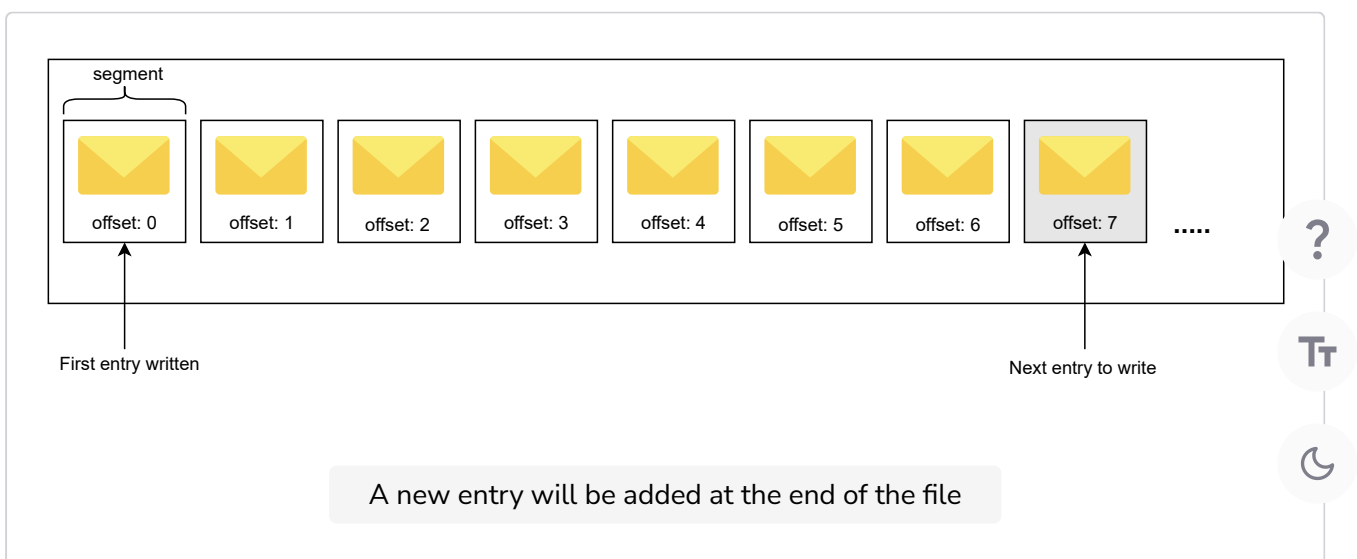 segment
offset: 0 offset: 1 offset: 2 offset: 3 offset: 4 offset: 5 offset: 6 offset: 7 .....
First entry written
Next entry to write
A new entry will be added at the end of the file
?
TT